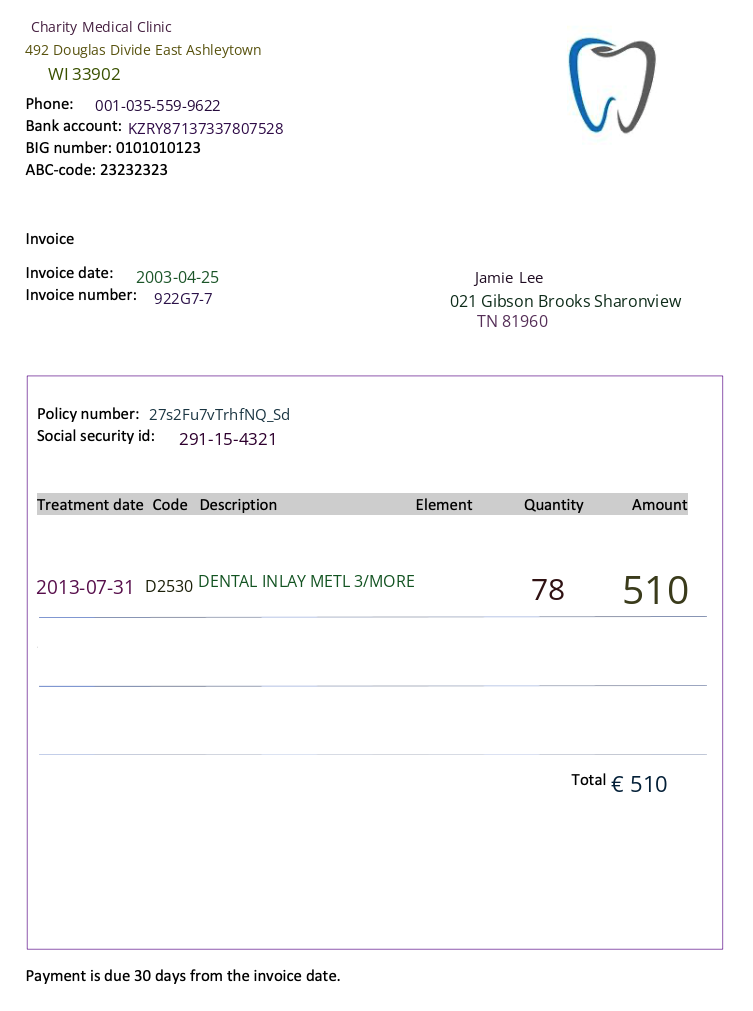 Charity Medical Clinic
492 Douglas Divide East Ashleytown
WI 33902
Phone: 001-035-559-9622
Bank account: KZRY87137337807528
BIG number: 0101010123
ABC-code: 23232323
Invoice
Invoice date: 2003-04-25
Invoice number: 922G7-7
Jamie Lee
021 Gibson Brooks Sharonview
TN 81960
Policy number: 27s2Fu7vTrhfNQ_Sd
Social security id: 291-15-4321
Treatment date Code Description Element Quantity Amount
2013-07-31 D2530 DENTAL INLAY METL 3/MORE 78 510
Total € 510
Payment is due 30 days from the invoice date.